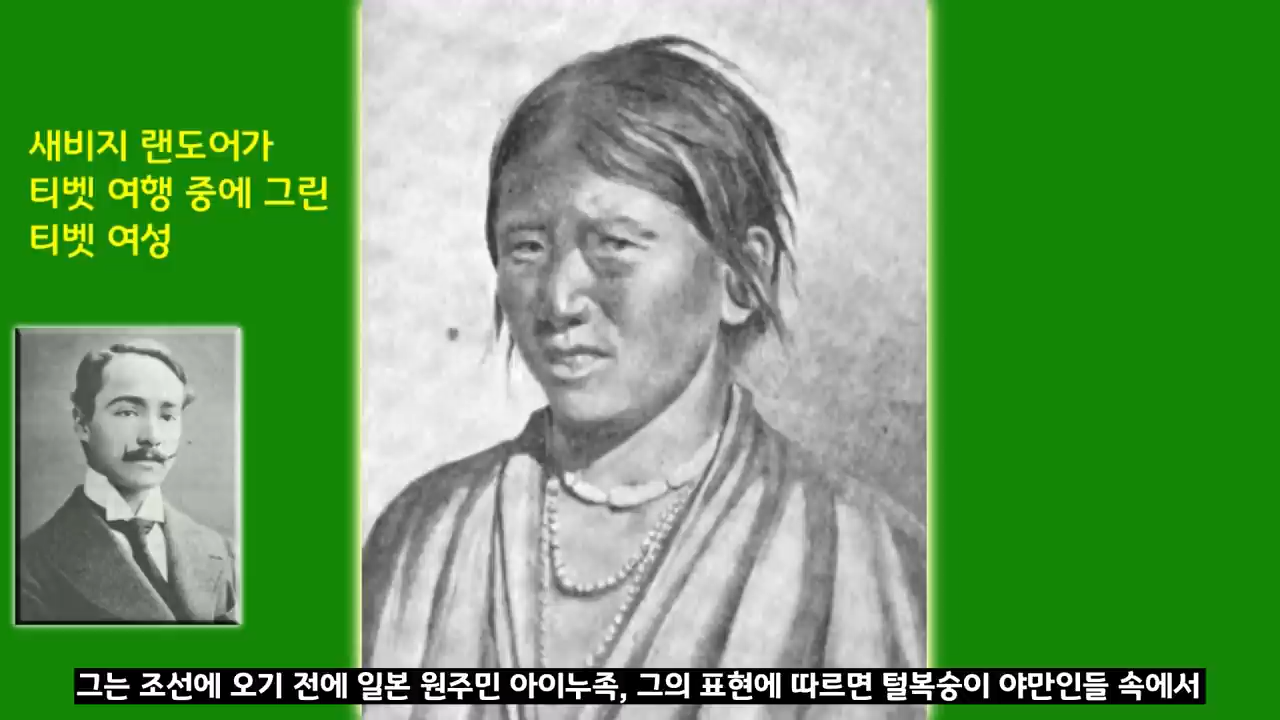 새비지 랜도어가
티벳 여행 중에 그린
티벳 여성
그는 조선에 오기 전에 일본 원주민 아이누족, 그의 표현에 따르면 털복숭이 야만인들 속에서